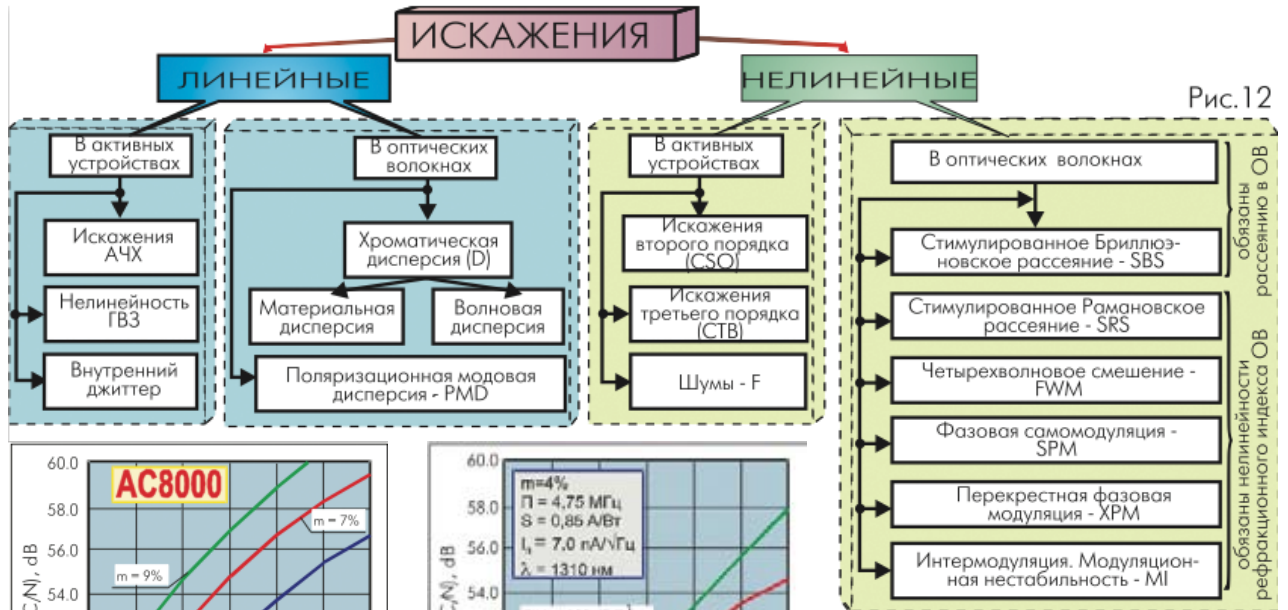 ИСКАЖЕНИЯ
ЛИНЕЙНЫЕ
НЕЛИНЕЙНЫЕ
Рис.12
В активных
устройствах
Искажения
АЧХ
Нелинейность
ГВЗ
Внутренний
джиттер
В оптических
волокнах
Хроматическая
дисперсия (D)
Материальная
дисперсия
Волновая
дисперсия
Поляризационная модовая
дисперсия - PMD
В активных
устройствах
Искажения
второго порядка
(CSO)
Искажения
третьего порядка
(CTB)
Шумы - F
В оптических волокнах
Стимулированное Бриллюэ-
новское рассеяние - SBS
Стимулированное Рамановское
рассеяние - SRS
Четырехволновое смешение -
FWM
Фазовая самомодуляция -
SPM
Перекрестная фазовая
модуляция - XPM
Интермодуляция. Модуляцион-
ная нестабильность - MI
обязаны
рассеянию в ОВ
обязаны нелинейности
рефракционного индекса ОВ
60.0
58.0
56.0
54.0
C/N), dB
AC8000
m = 7%
m = 9%
60.0
58.0
56.0
54.0
C/N), dB
m=4%
П = 4,75 МГц
S = 0,85 А/Вт
= 7.0 пА/√Гц
λ = 1310 нм